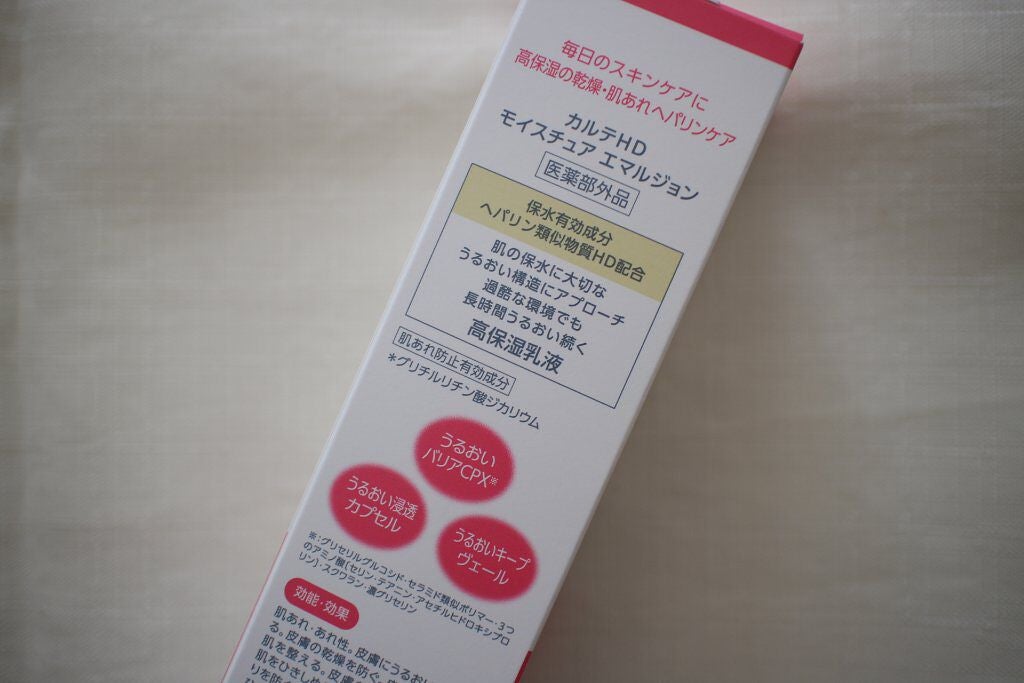 毎日のスキンケアに
高保湿の乾燥・肌あれヘパリンケア
カルテHD
モイスチュア エマルジョン
医薬部外品
保水有効成分
ヘパリン類似物質HD配合
肌の保水に大切な
うるおい構造にアプローチ
過酷な環境でも
長時間うるおい続く
高保湿乳液
肌あれ防止有効成分
*グリチルリチン酸ジカリウム
うるおい
バリアCPX※
うるおい浸透
カプセル
うるおいキープ
ヴェール
※:グリセリルグルコシド・セラミド類似ポリマー・3つ
のアミノ酸[セリン・テアニン・アセチルヒドロキシプロ
リン]・スクワラン・濃グリセリン
効能・効果
肌あれ・あれ性。皮膚にうるおい
る。皮膚の乾燥を防ぐ。
肌を整える。皮膚
肌をひきしめ
りを防